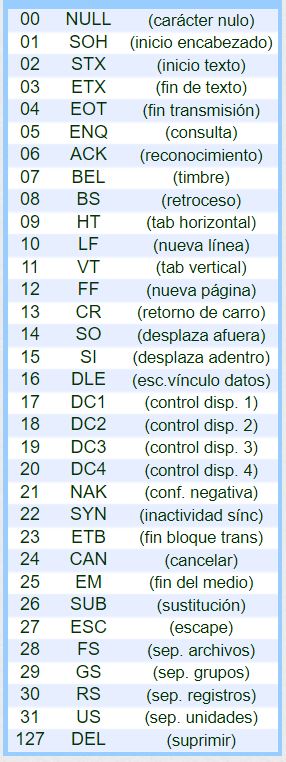 00 NULL (carácter nulo)
01 SOH (inicio encabezado)
02 STX (inicio texto)
03 ETX (fin de texto)
04 EOT (fin transmisión)
05 ENQ (consulta)
06 ACK (reconocimiento)
07 BEL (timbre)
08 BS (retroceso)
09 HT (tab horizontal)
10 LF (nueva línea)
11 VT (tab vertical)
12 FF (nueva página)
13 CR (retorno de carro)
14 SO (desplaza afuera)
15 SI (desplaza adentro)
16 DLE (esc.vínculo datos)
17 DC1 (control disp. 1)
18 DC2 (control disp. 2)
19 DC3 (control disp. 3)
20 DC4 (control disp. 4)
21 NAK (conf. negativa)
22 SYN (inactividad sínc)
23 ETB (fin bloque trans)
24 CAN (cancelar)
25 EM (fin del medio)
26 SUB (sustitución)
27 ESC (escape)
28 FS (sep. archivos)
29 GS (sep. grupos)
30 RS (sep. registros)
31 US (sep. unidades)
127 DEL (suprimir)